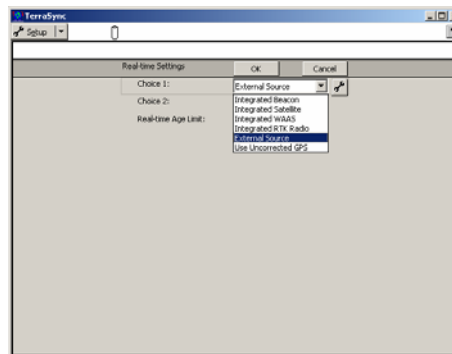 TerraSync
Setup
Real-time Settings OK Cancel
Choice 1: External Source
Choice 2:
Real-time Age Limit:
Integrated Beacon
Integrated Satellite
Integrated WAAS
Integrated RTK Radio
External Source
Use Uncorrected GPS